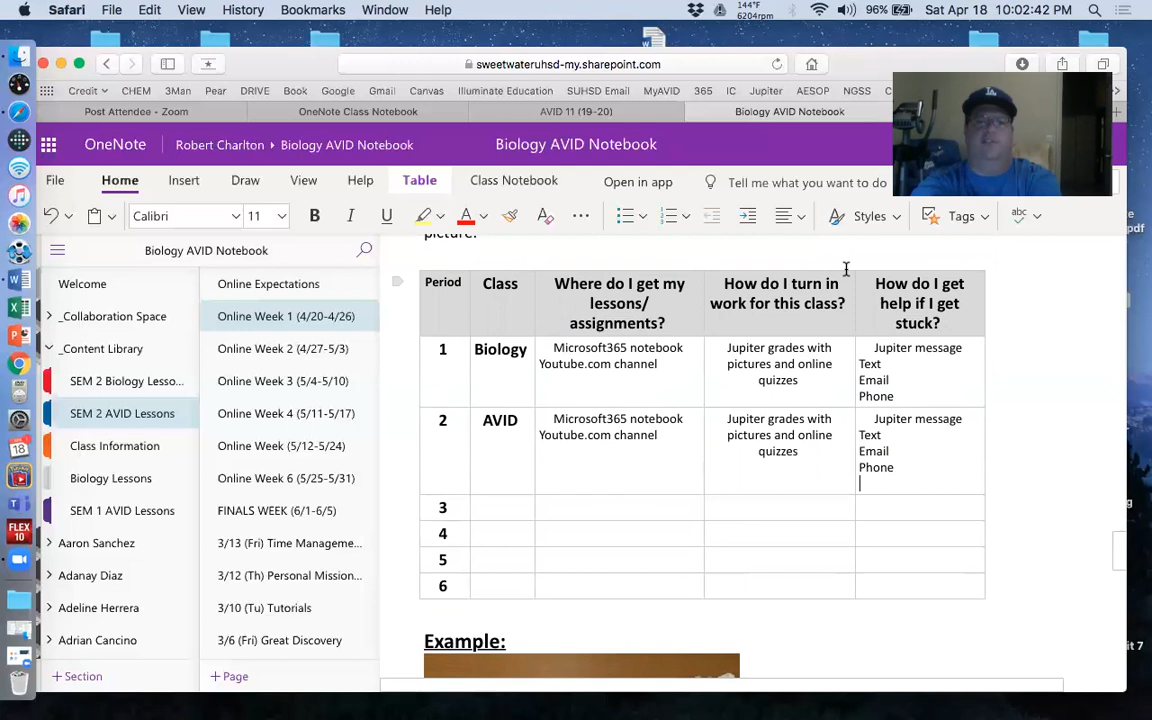 Safari File Edit View History Bookmarks Window Help 144°F 6204rpm 96% Sat Apr 18 10:02:42 PM
sweetwateruhsd-my.sharepoint.com
Credit CHEM 3Man Pear DRIVE Book Google Gmail Canvas Illuminate Education SUHSD Email MyAVID 365 IC Jupiter AESOP NGSS
Post Attendee - Zoom OneNote Class Notebook AVID 11 (19-20) Biology AVID Notebook
OneNote Robert Charlton > Biology AVID Notebook Biology AVID Notebook
File Home Insert Draw View Help Table Class Notebook Open in app Tell me what you want to do
Calibri 11 B I U A A Styles Tags abc
Biology AVID Notebook
picture.
Welcome
_Collaboration Space
_Content Library
SEM 2 Biology Lesso...
SEM 2 AVID Lessons
Class Information
Biology Lessons
SEM 1 AVID Lessons
Aaron Sanchez
Adanay Diaz
Adeline Herrera
Adrian Cancino
+ Section
Online Expectations
Online Week 1 (4/20-4/26)
Online Week 2 (4/27-5/3)
Online Week 3 (5/4-5/10)
Online Week 4 (5/11-5/17)
Online Week (5/12-5/24)
Online Week 6 (5/25-5/31)
FINALS WEEK (6/1-6/5)
3/13 (Fri) Time Manageme...
3/12 (Th) Personal Mission...
3/10 (Tu) Tutorials
3/6 (Fri) Great Discovery
+ Page
Period
Class
Where do I get my
lessons/
assignments?
How do I turn in
work for this class?
How do I get
help if I get
stuck?
1
Biology
Microsoft365 notebook
Youtube.com channel
Jupiter grades with
pictures and online
quizzes
Jupiter message
Text
Email
Phone
2
AVID
Microsoft365 notebook
Youtube.com channel
Jupiter grades with
pictures and online
quizzes
Jupiter message
Text
Email
Phone
3
4
5
6
Example:
18
FLEX
10
LA
pdf
it 7